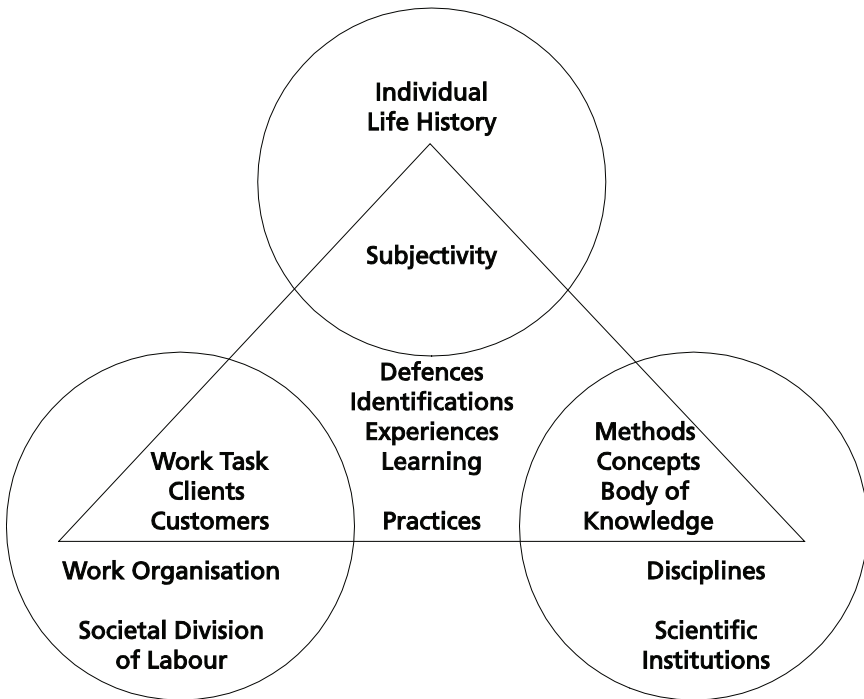 Individual
Life History
Subjectivity
Defences
Identifications
Experiences
Learning
Practices
Work Task
Clients
Customers
Work Organisation
Societal Division
of Labour
Methods
Concepts
Body of
Knowledge
Disciplines
Scientific
Institutions